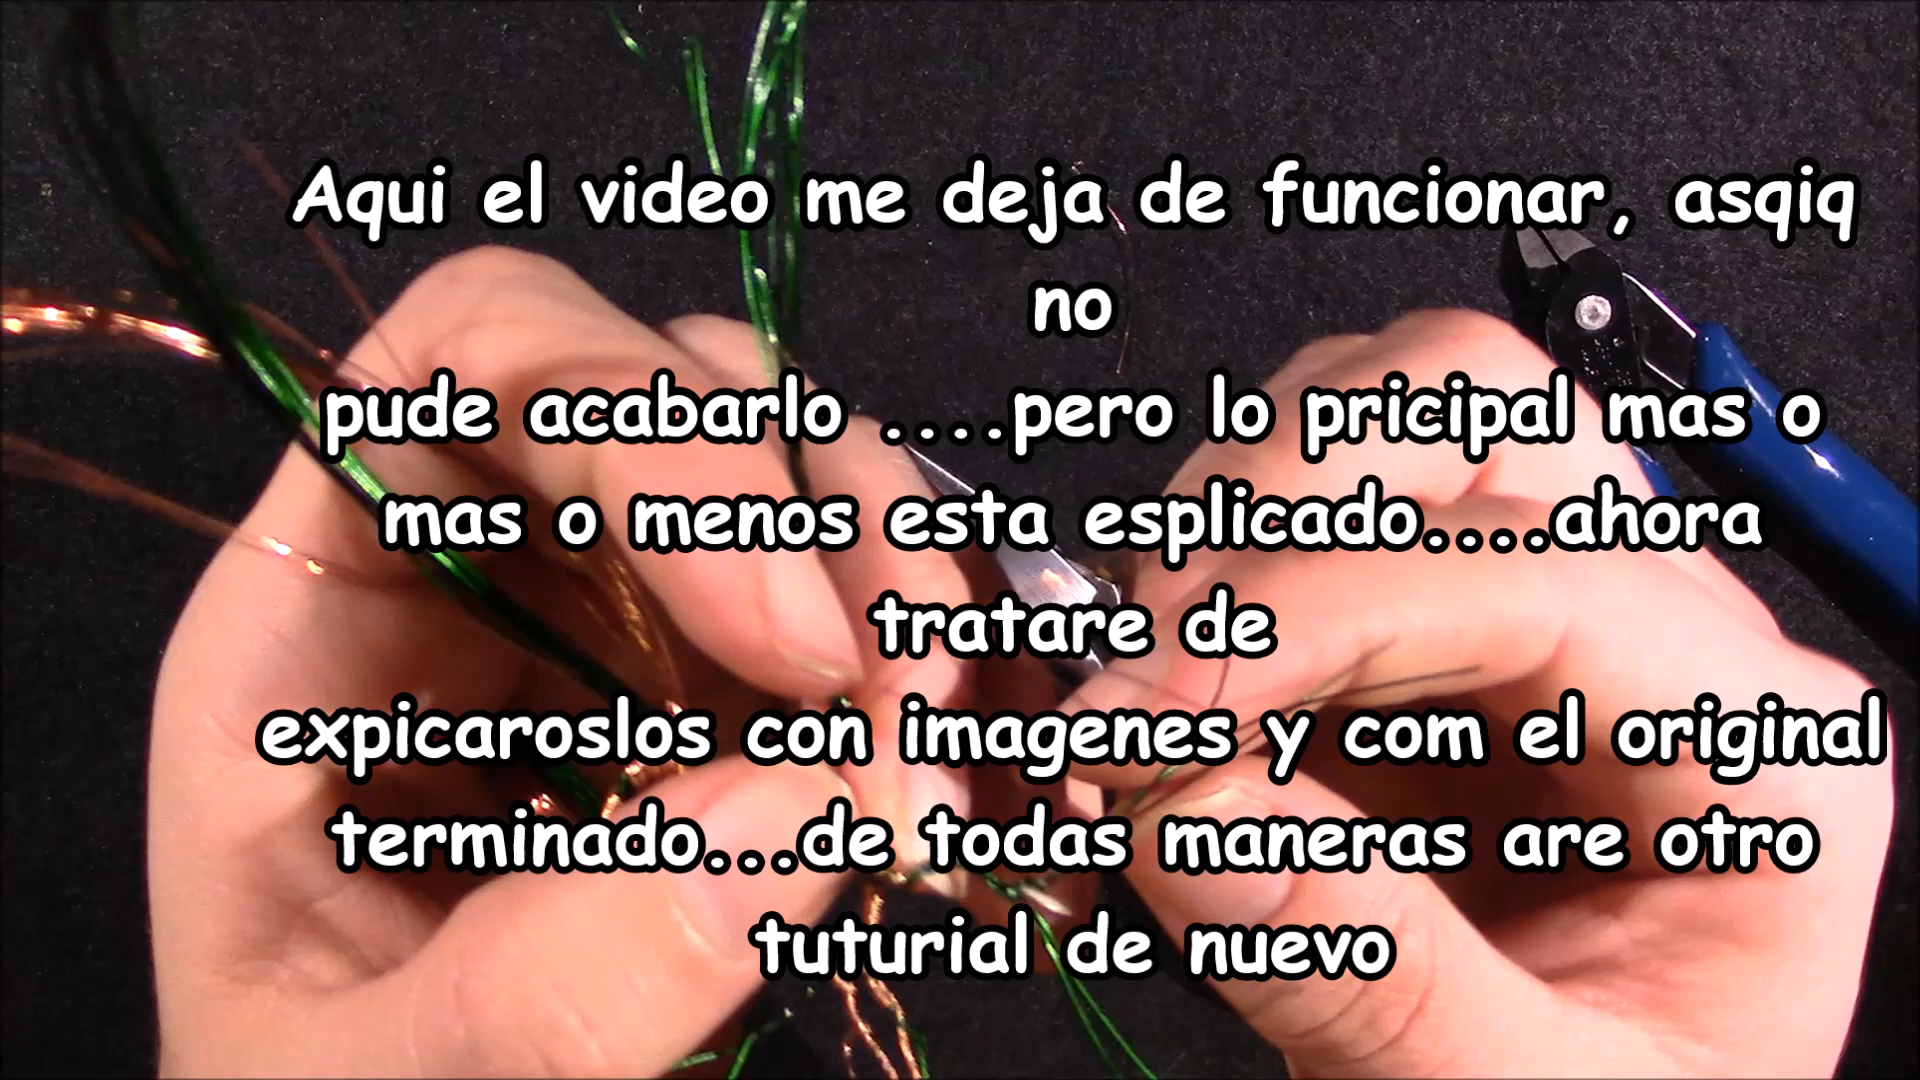 Aqui el video me deja de funcionar, asqiq
no
pude acabarlo ....pero lo pricipal mas o
mas o menos esta esplicado....ahora
tratare de
expicaroslos con imagenes y com el original
terminado...de todas maneras are otro
tuturial de nuevo